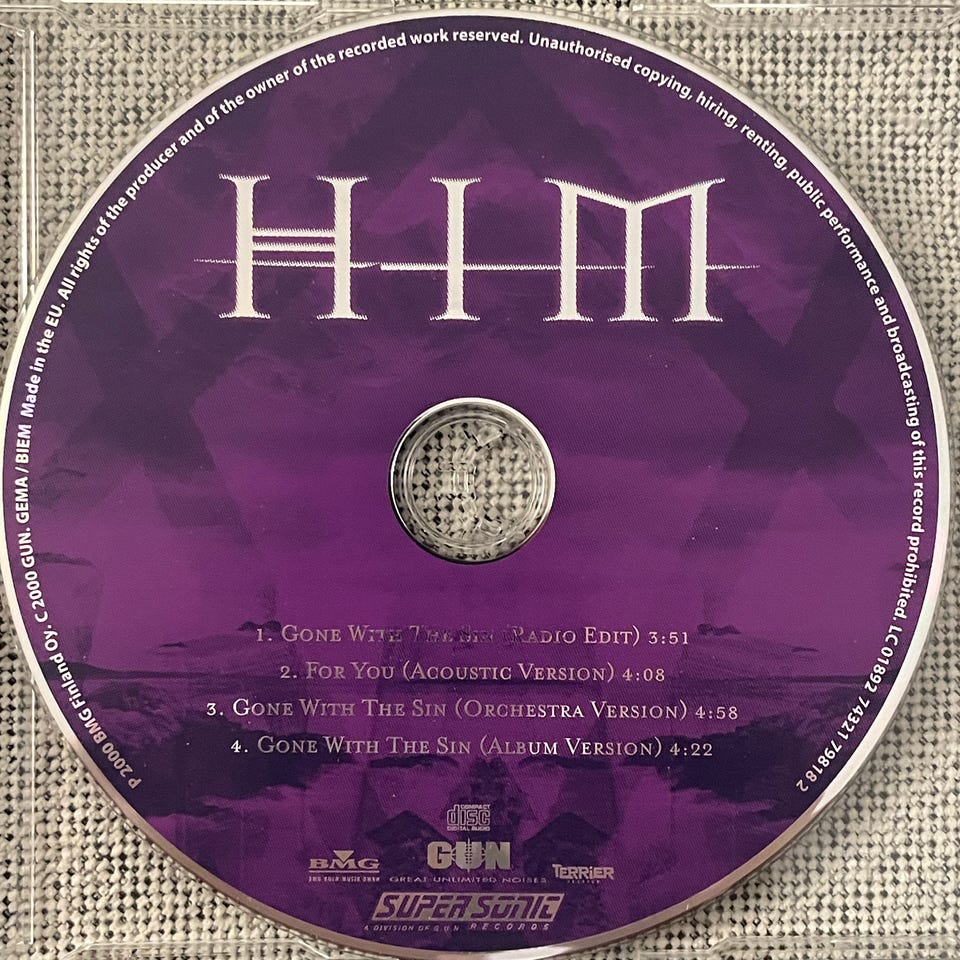 P 2000 BMG Finland Oy. C 2000 GUN. GEMA / BIEM Made in the EU. All rights of the producer and of the owner of the recorded work reserved. Unauthorised copying, hiring, renting, public performance and broadcasting of this record prohibited. LC 01892 74321 79818 2
HIM
1. Gone With The Sin (Radio Edit) 3:51
2. For You (Acoustic Version) 4:08
3. Gone With The Sin (Orchestra Version) 4:58
4. Gone With The Sin (Album Version) 4:22
COMPACT
disc
DIGITAL AUDIO
BMG
GUN
GREAT UNLIMITED NOISES
TERRiER
SUPERSONIC
A DIVISION OF GUN RECORDS